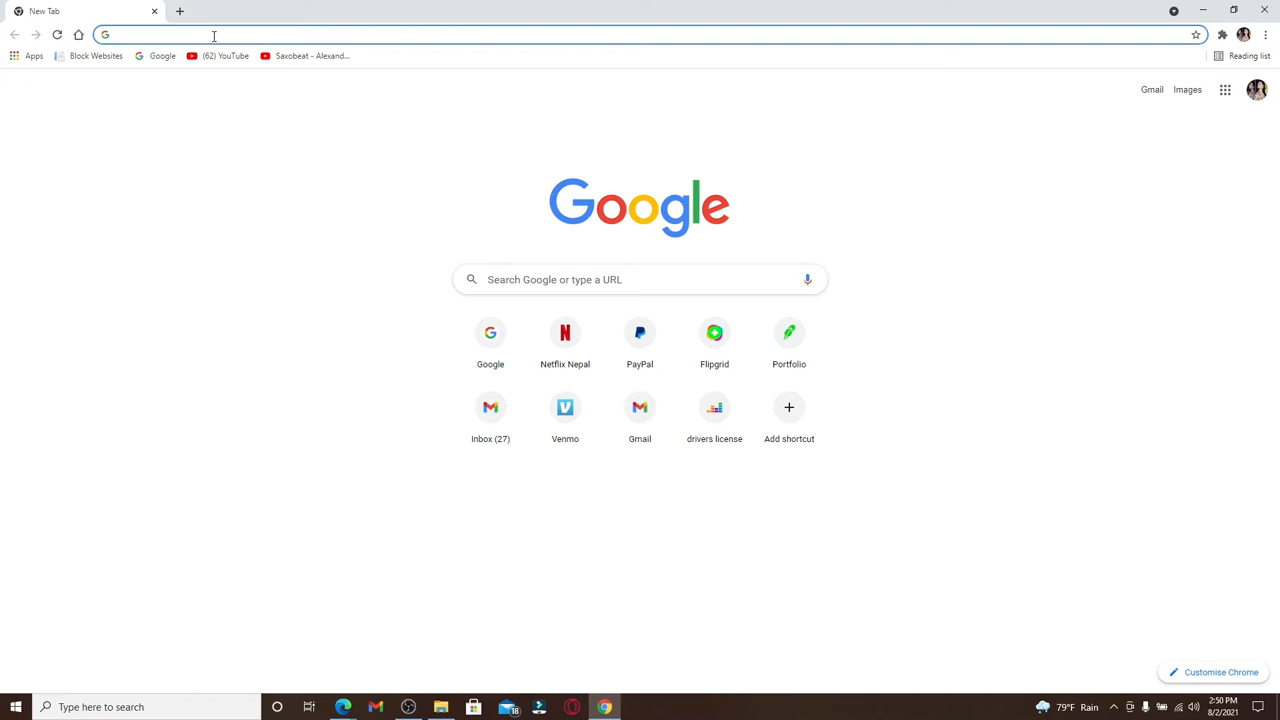 New Tab
Apps Block Websites Google (62) YouTube Saxobeat - Alexand... Reading list
Gmail Images
Google
Search Google or type a URL
Google Netflix Nepal PayPal Flipgrid Portfolio
Inbox (27) Venmo Gmail drivers license Add shortcut
Customise Chrome
Type here to search
18
79°F Rain
2:50 PM
8/2/2021